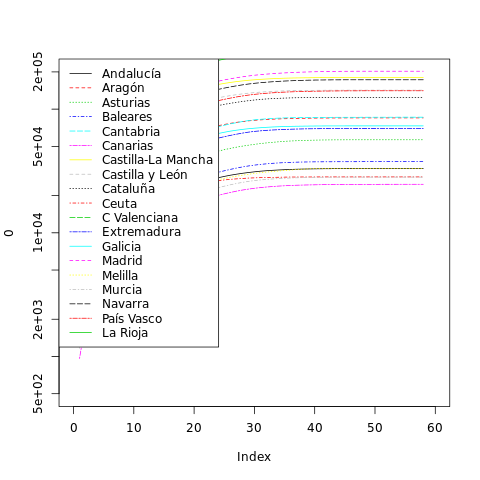 Andalucía
Aragón
Asturias
Baleares
Cantabria
Canarias
Castilla-La Mancha
Castilla y León
Cataluña
Ceuta
C Valenciana
Extremadura
Galicia
Madrid
Melilla
Murcia
Navarra
País Vasco
La Rioja
2e+05
5e+04
1e+04
2e+03
5e+02
0
0 10 20 30 40 50 60
Index